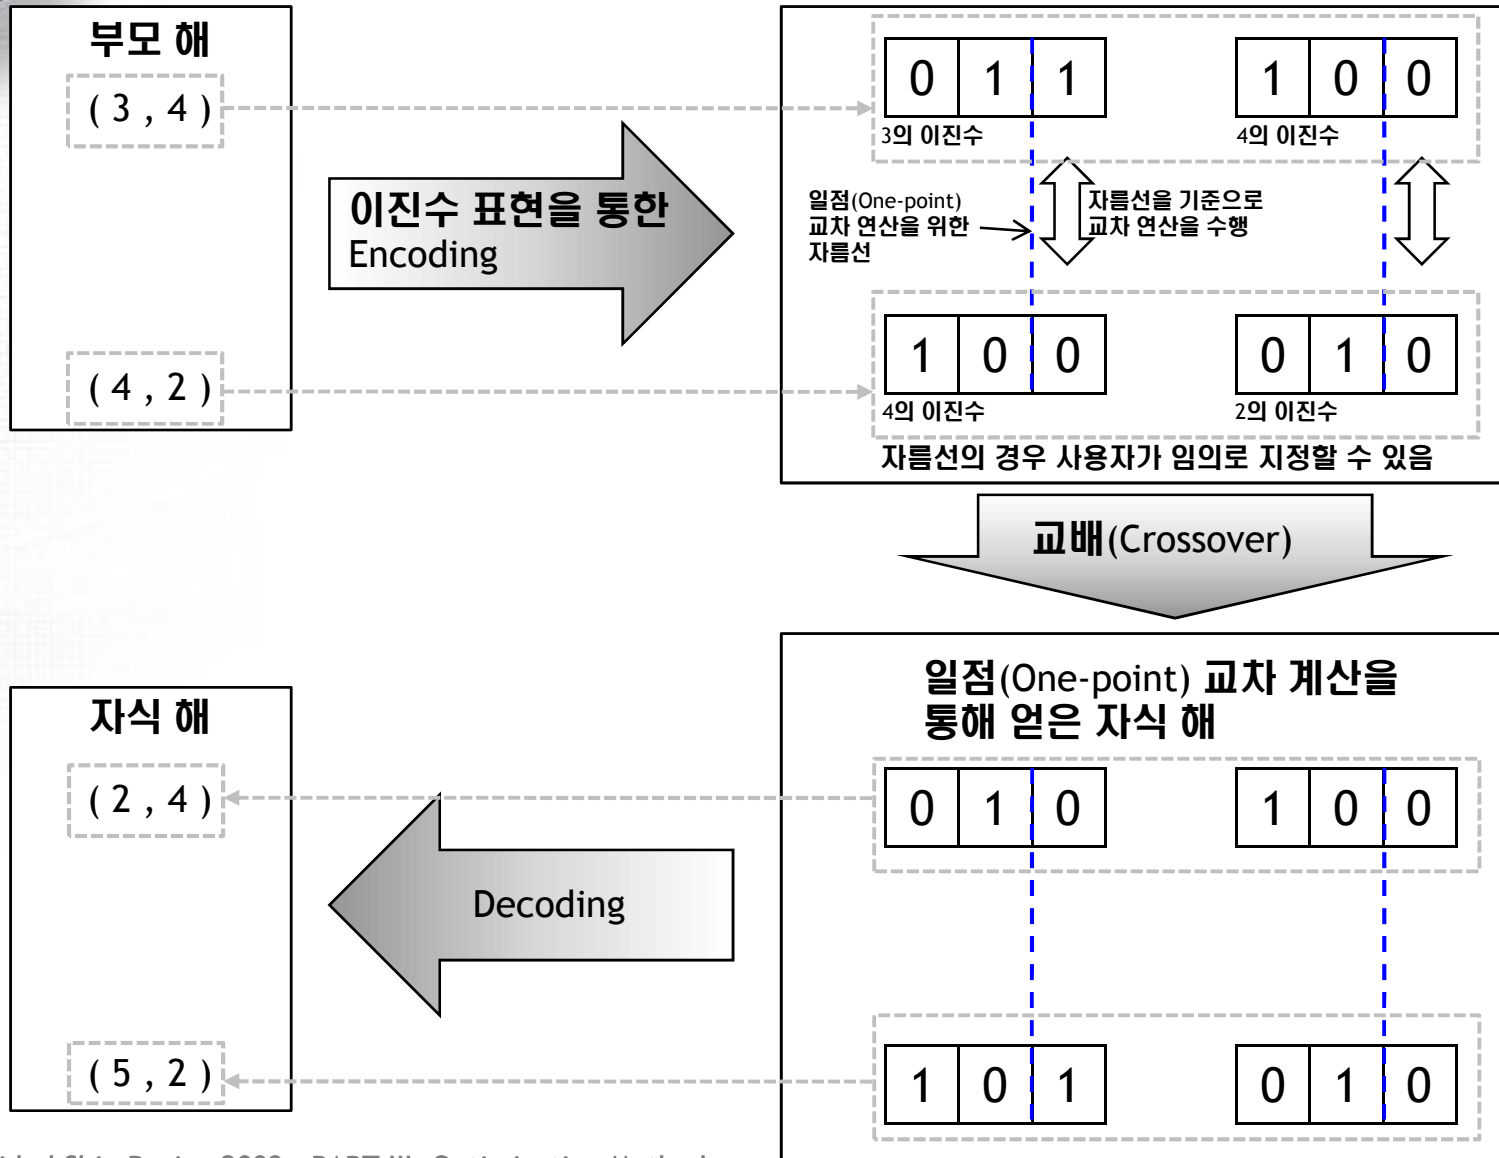 부모 해
( 3 , 4 )
( 4 , 2 )
이진수 표현을 통한
Encoding
0 1 1
1 0 0
3의 이진수
4의 이진수
일점(One-point)
교차 연산을 위한
자름선
자름선을 기준으로
교차 연산을 수행
1 0 0
0 1 0
4의 이진수
2의 이진수
자름선의 경우 사용자가 임의로 지정할 수 있음
교배(Crossover)
일점(One-point) 교차 계산을
통해 얻은 자식 해
0 1 0
1 0 0
1 0 1
0 1 0
Decoding
자식 해
( 2 , 4 )
( 5 , 2 )